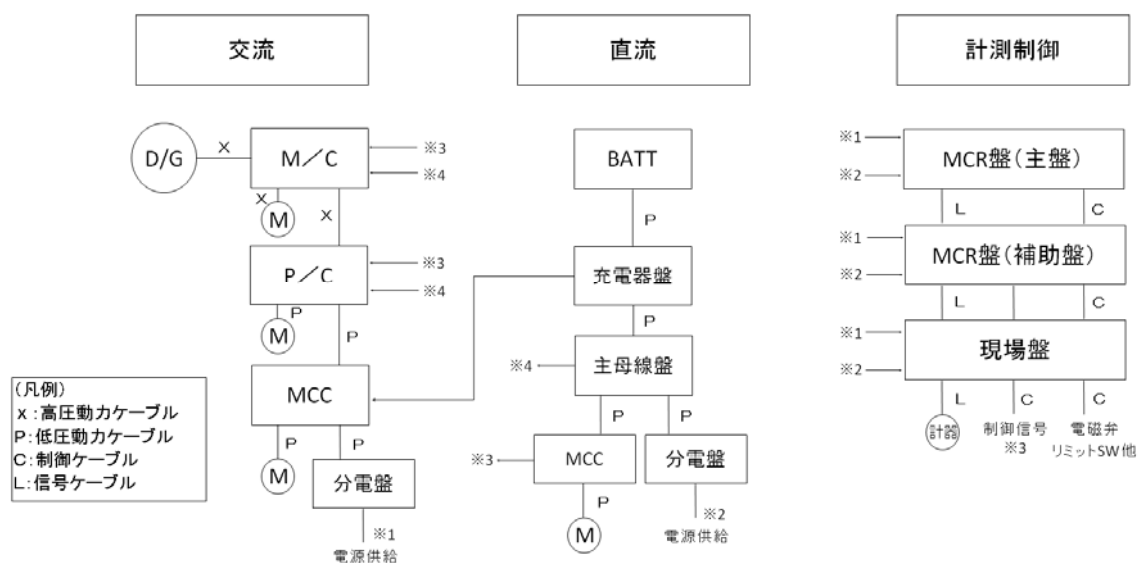 交流
直流
計測制御
D/G
X
M／C
※3
※4
X
M
X
P／C
※3
※4
P
M
P
MCC
P
M
P
分電盤
※1
電源供給
BATT
P
充電器盤
P
主母線盤
※4
P
P
MCC
※3
分電盤
P
M
※2
電源供給
※1
※2
MCR盤(主盤)
L
C
※1
※2
MCR盤(補助盤)
L
C
※1
※2
現場盤
L
C
C
計器
制御信号
※3
電磁弁
リミットSW他
(凡例)
X:高圧動力ケーブル
P:低圧動力ケーブル
C:制御ケーブル
L:信号ケーブル